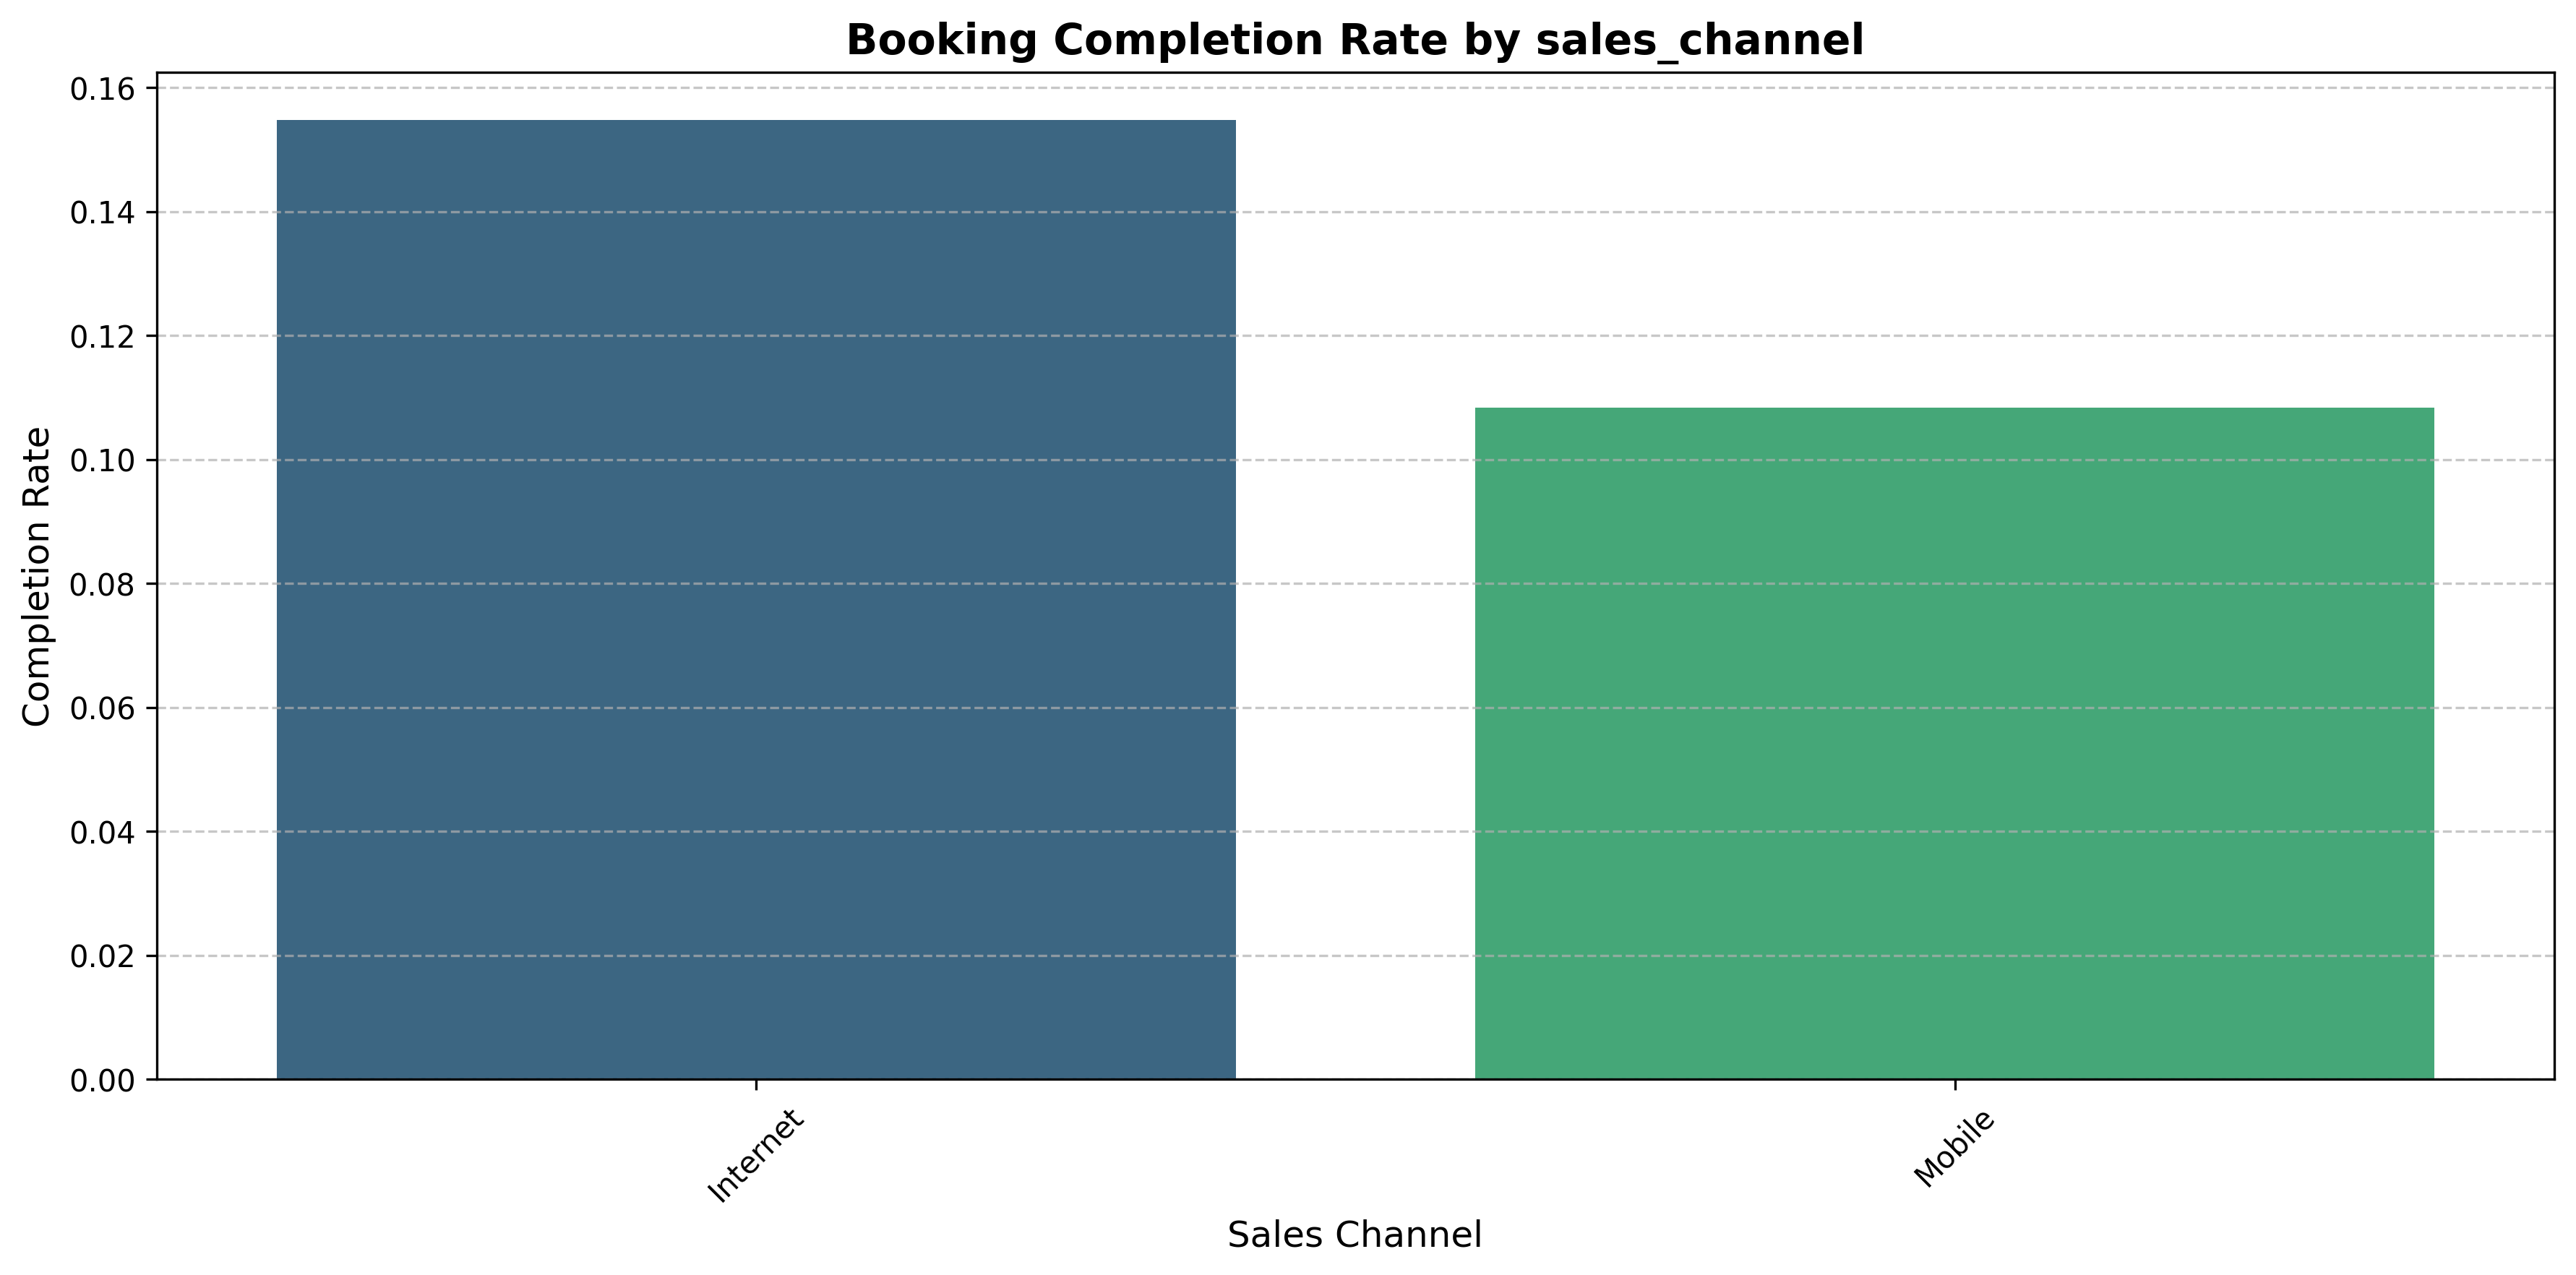 Booking Completion Rate by sales_channel
Completion Rate
0.16
0.14
0.12
0.10
0.08
0.06
0.04
0.02
0.00
Internet
Mobile
Sales Channel